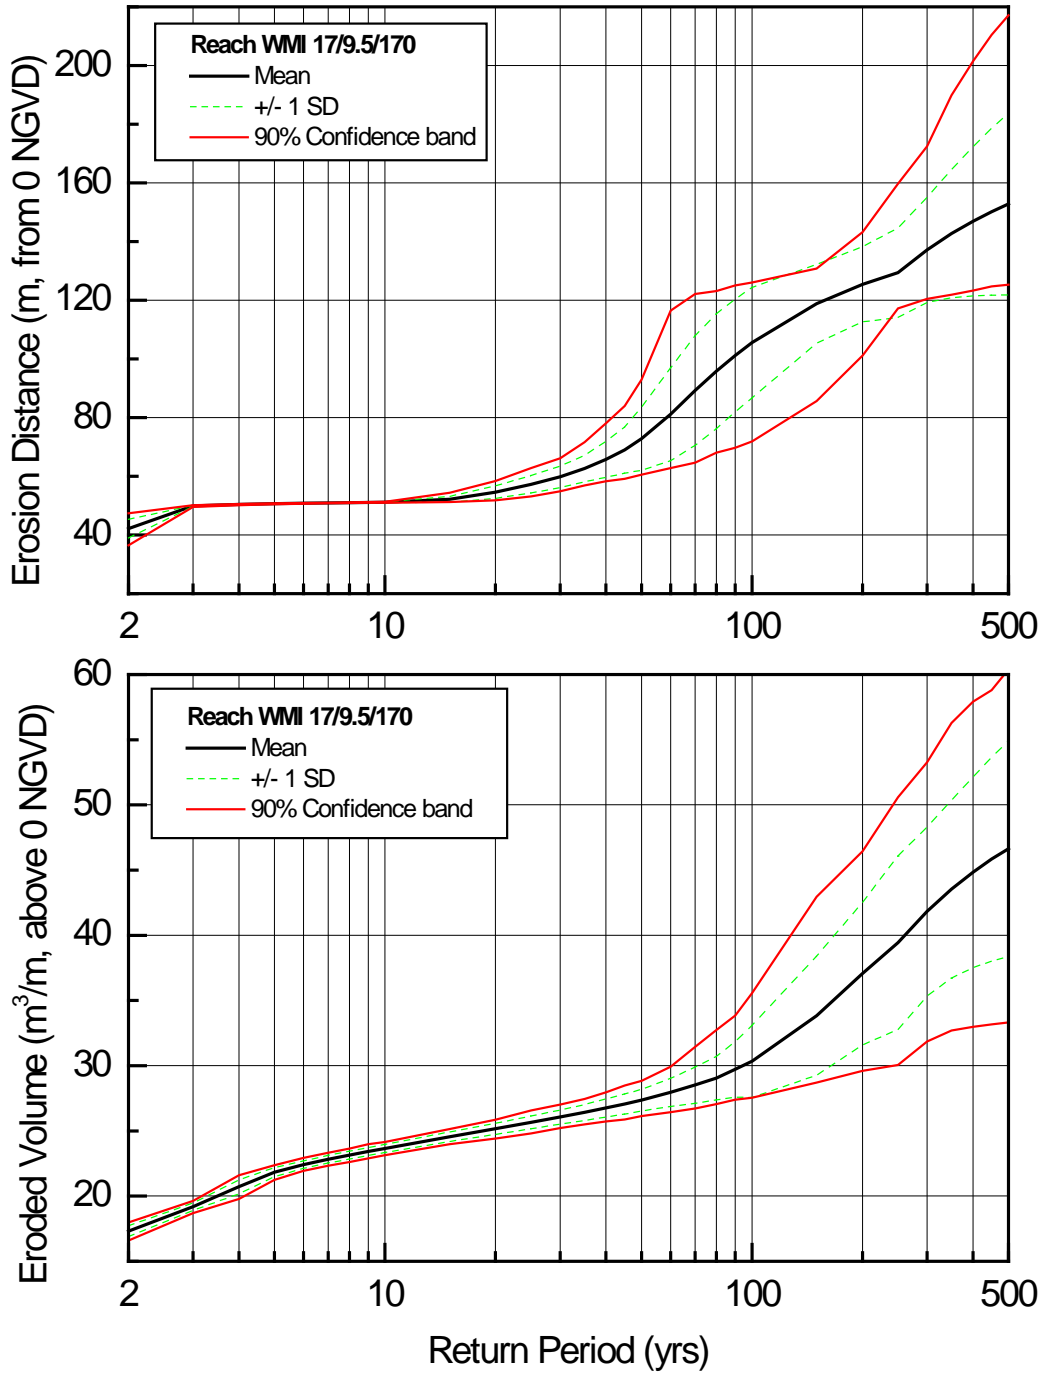 Erosion Distance (m, from 0 NGVD)
200
160
120
80
40
Reach WMI 17/9.5/170
Mean
+/- 1 SD
90% Confidence band
2 10 100 500
Eroded Volume (m³/m, above 0 NGVD)
60
50
40
30
20
Reach WMI 17/9.5/170
Mean
+/- 1 SD
90% Confidence band
2 10 100 500
Return Period (yrs)